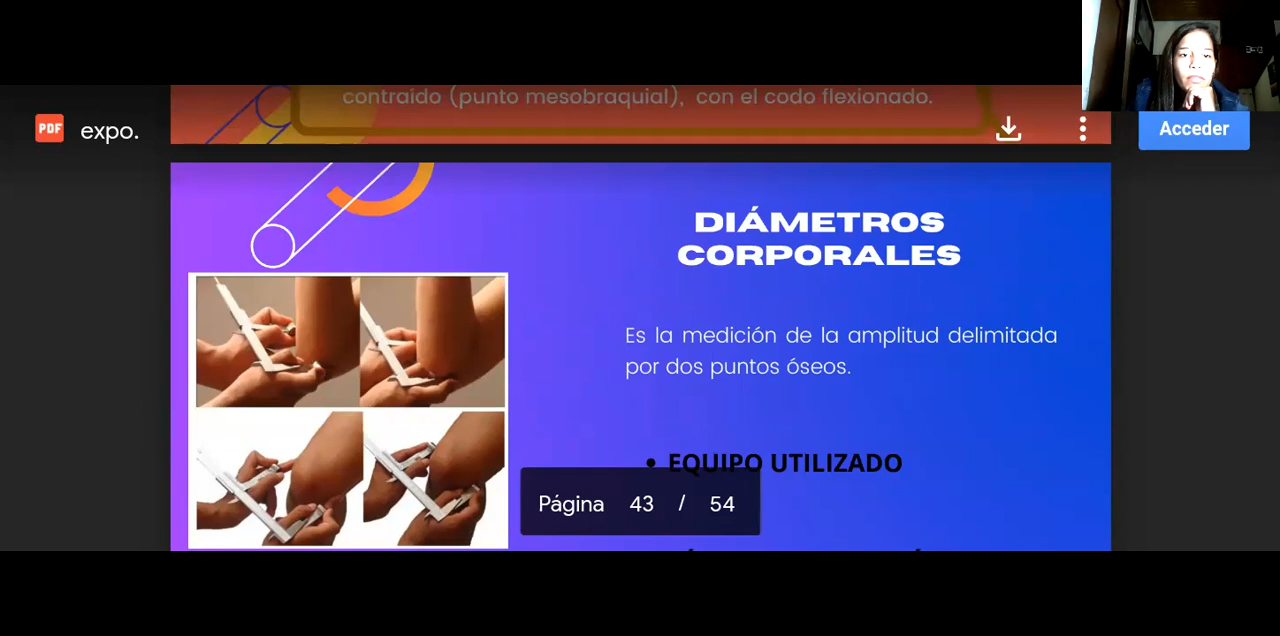 contraído (punto mesobraquial), con el codo flexionado.
PDF expo.
Acceder
DIÁMETROS
CORPORALES
Es la medición de la amplitud delimitada
por dos puntos óseos.
• EQUIPO UTILIZADO
Página 43 / 54